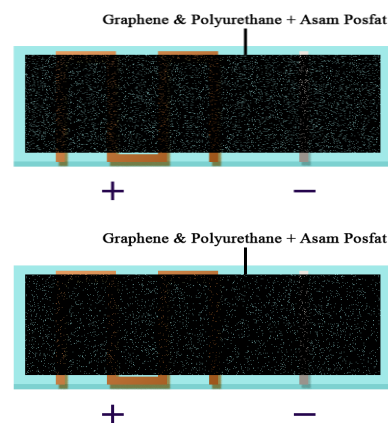 Graphene & Polyurethane + Asam Posfat
+ −
Graphene & Polyurethane + Asam Posfat
+ −